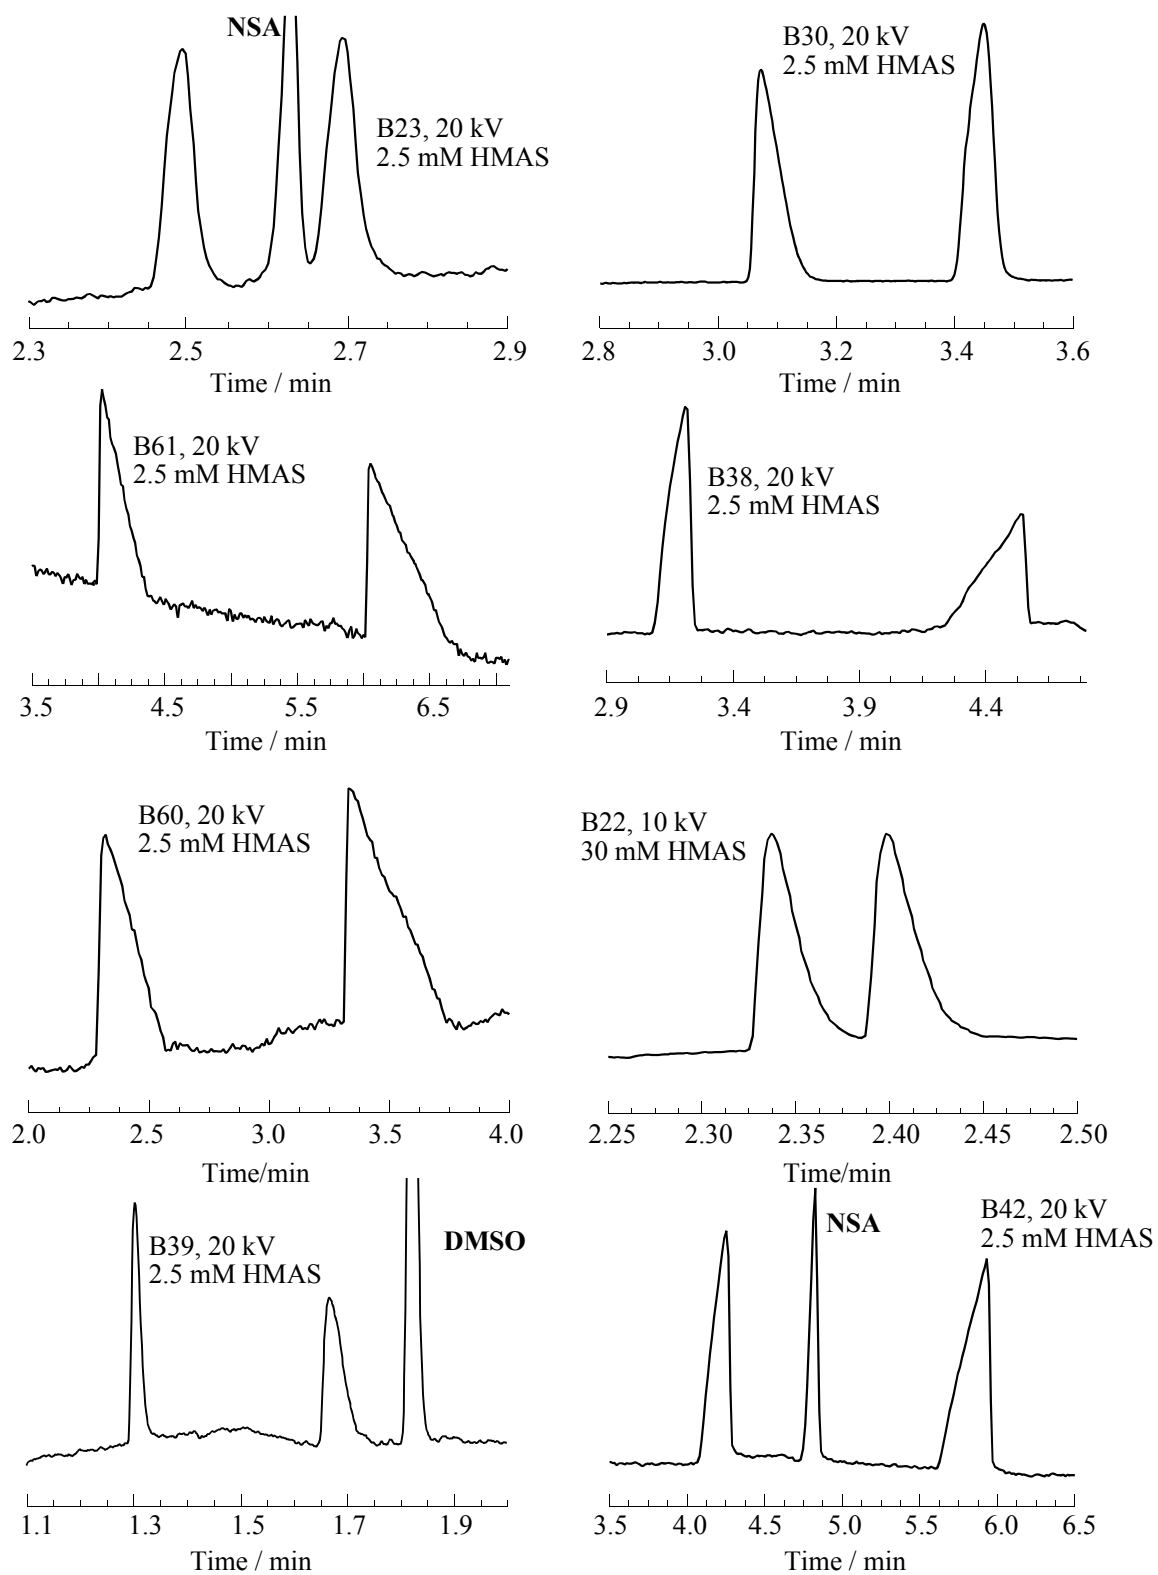 NSA
B23, 20 kV
2.5 mM HMAS
2.3 2.5 2.7 2.9
Time / min
B30, 20 kV
2.5 mM HMAS
2.8 3.0 3.2 3.4 3.6
Time / min
B61, 20 kV
2.5 mM HMAS
3.5 4.5 5.5 6.5
Time / min
B38, 20 kV
2.5 mM HMAS
2.9 3.4 3.9 4.4
Time / min
B60, 20 kV
2.5 mM HMAS
2.0 2.5 3.0 3.5 4.0
Time/min
B22, 10 kV
30 mM HMAS
2.25 2.30 2.35 2.40 2.45 2.50
Time/min
B39, 20 kV
2.5 mM HMAS
DMSO
1.1 1.3 1.5 1.7 1.9
Time / min
NSA
B42, 20 kV
2.5 mM HMAS
3.5 4.0 4.5 5.0 5.5 6.0 6.5
Time / min